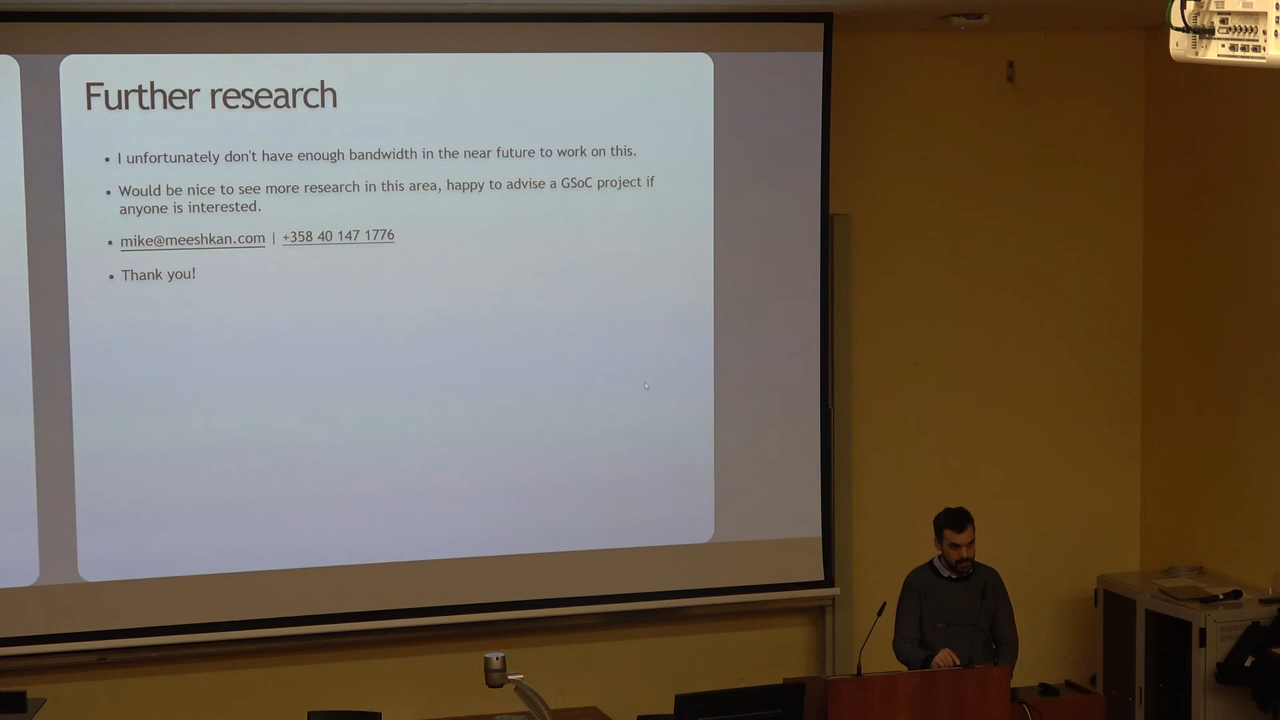 Further research
• I unfortunately don't have enough bandwidth in the near future to work on this.
• Would be nice to see more research in this area, happy to advise a GSoC project if
anyone is interested.
• mike@meeshkan.com | +358 40 147 1776
• Thank you!